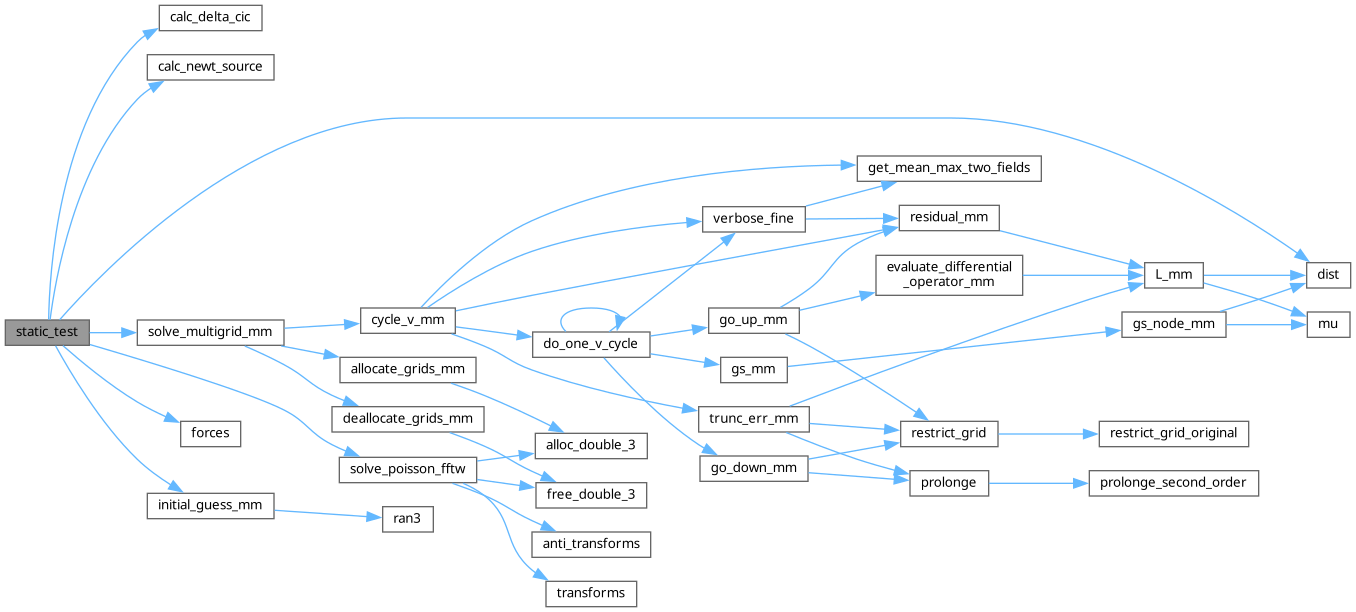 calc_delta_cic
calc_newt_source
get_mean_max_two_fields
verbose_fine
residual_mm
evaluate_differential
_operator_mm
L_mm
dist
static_test
solve_multigrid_mm
cycle_v_mm
do_one_v_cycle
go_up_mm
gs_node_mm
mu
allocate_grids_mm
gs_mm
deallocate_grids_mm
trunc_err_mm
forces
alloc_double_3
restrict_grid
restrict_grid_original
solve_poisson_fftw
go_down_mm
prolonge
prolonge_second_order
free_double_3
initial_guess_mm
ran3
anti_transforms
transforms